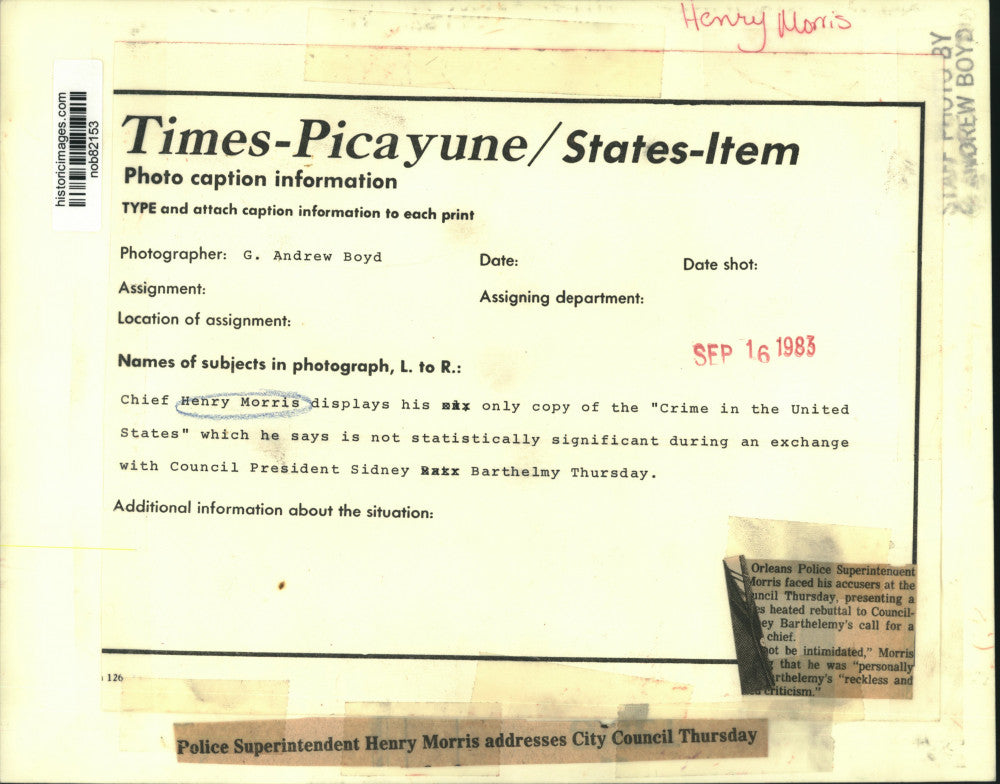 Henry Morris
STAFF PHOTO BY
G. ANDREW BOYD
historicimages.com
nob82153
Times-Picayune/States-Item
Photo caption information
TYPE and attach caption information to each print
Photographer: G. Andrew Boyd
Date:
Date shot:
Assignment:
Assigning department:
Location of assignment:
SEP 16 1983
Names of subjects in photograph, L. to R.:
Chief Henry Morris displays his only copy of the "Crime in the United
States" which he says is not statistically significant during an exchange
with Council President Sidney Barthelmy Thursday.
Additional information about the situation:
Orleans Police Superintendent
Morris faced his accusers at the
uncil Thursday, presenting a
es heated rebuttal to Council-
ey Barthelemy's call for a
chief.
not be intimidated," Morris
that he was "personally
rthelemy's "reckless and
criticism."
126
Police Superintendent Henry Morris addresses City Council Thursday